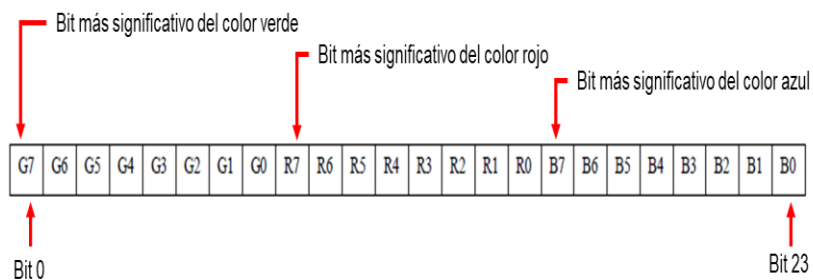 Bit más significativo del color verde
Bit más significativo del color rojo
Bit más significativo del color azul
G7 G6 G5 G4 G3 G2 G1 G0 R7 R6 R5 R4 R3 R2 R1 R0 B7 B6 B5 B4 B3 B2 B1 B0
Bit 0 Bit 23